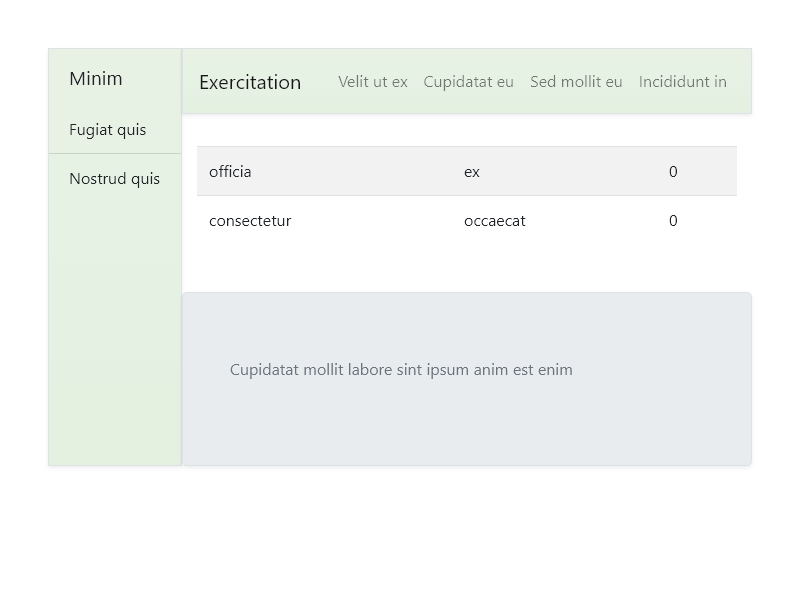 Minim
Fugiat quis
Nostrud quis
Exercitation Velit ut ex Cupidatat eu Sed mollit eu Incididunt in
officia ex 0
consectetur occaecat 0
Cupidatat mollit labore sint ipsum anim est enim